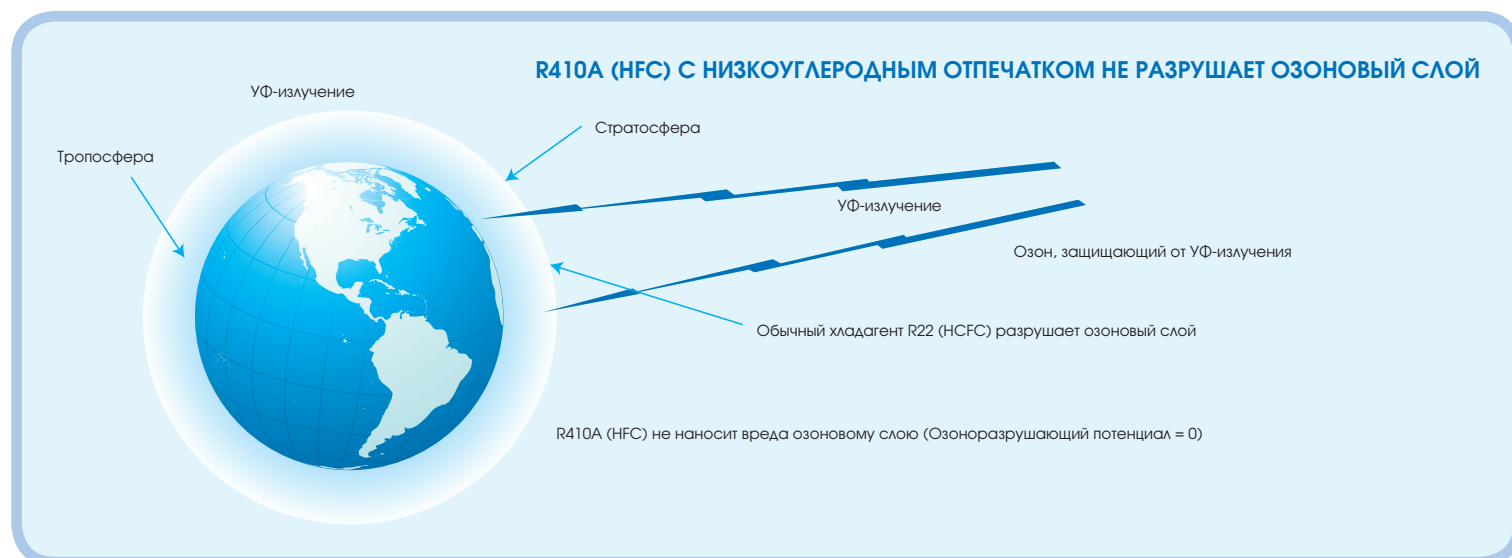 R410A (HFC) С НИЗКОУГЛЕРОДНЫМ ОТПЕЧАТКОМ НЕ РАЗРУШАЕТ ОЗОНОВЫЙ СЛОЙ
УФ-излучение
Стратосфера
Тропосфера
УФ-излучение
Озон, защищающий от УФ-излучения
Обычный хладагент R22 (HCFC) разрушает озоновый слой
R410A (HFC) не наносит вреда озоновому слою (Озоноразрушающий потенциал = 0)